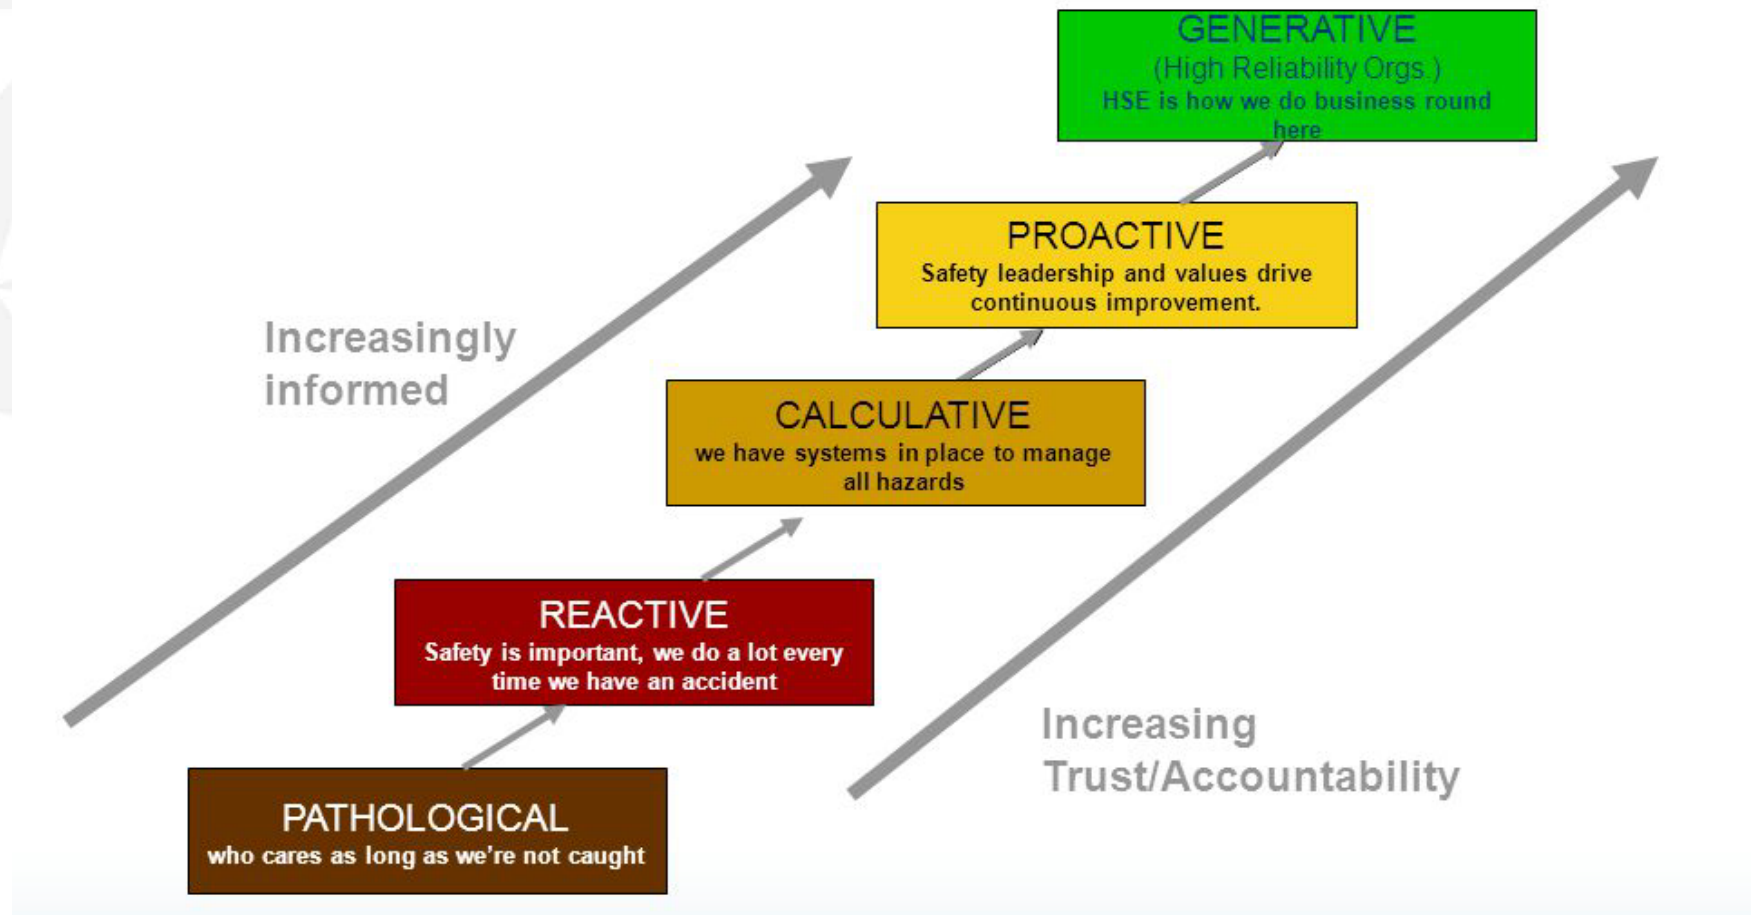 GENERATIVE
(High Reliability Orgs.)
HSE is how we do business round
here
PROACTIVE
Safety leadership and values drive
continuous improvement.
Increasingly
informed
CALCULATIVE
we have systems in place to manage
all hazards
REACTIVE
Safety is important, we do a lot every
time we have an accident
Increasing
Trust/Accountability
PATHOLOGICAL
who cares as long as we’re not caught